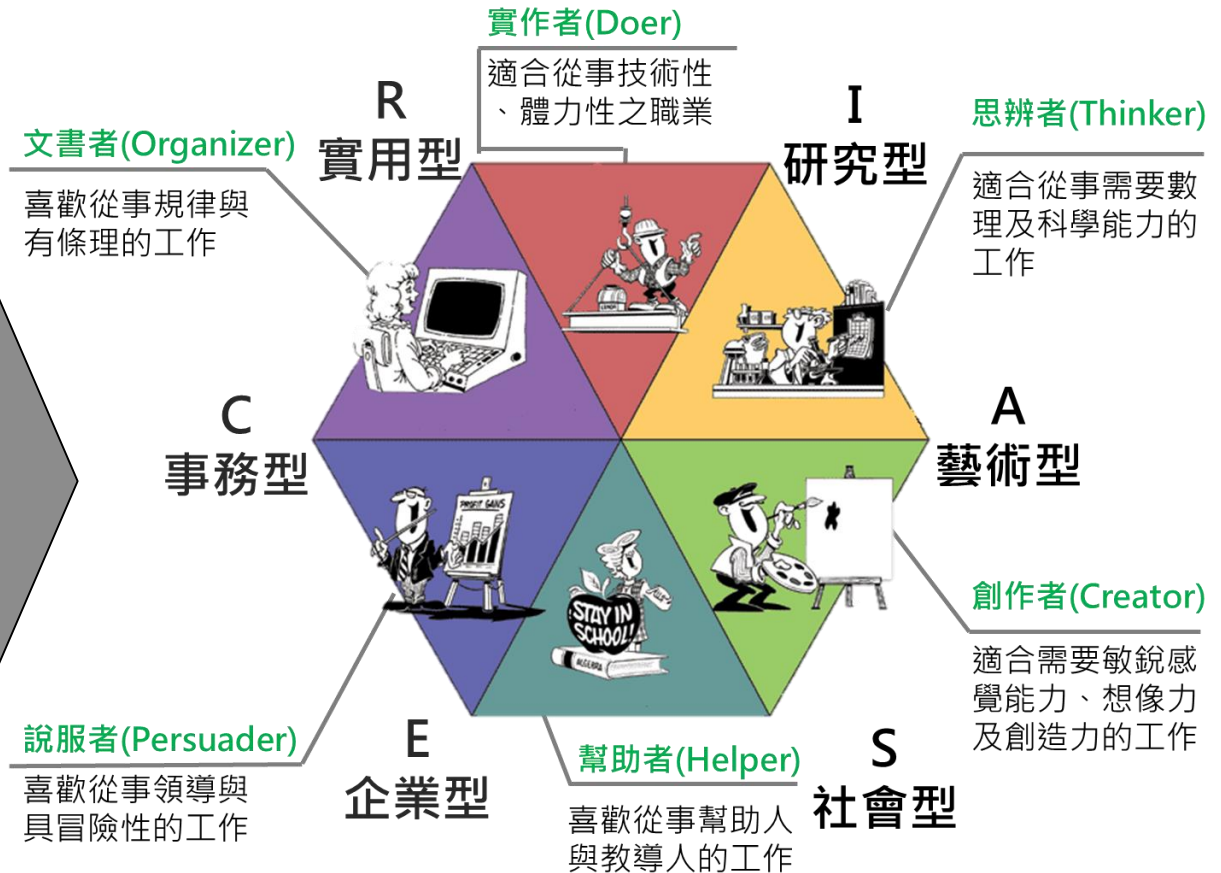 實作者(Doer)
適合從事技術性
、體力性之職業
R
實用型
I
研究型
思辨者(Thinker)
適合從事需要數
理及科學能力的
工作
文書者(Organizer)
喜歡從事規律與
有條理的工作
C
事務型
A
藝術型
PROFIT GAINS
STAY IN
SCHOOL!
ALGEBRA
創作者(Creator)
適合需要敏銳感
覺能力、想像力
及創造力的工作
說服者(Persuader)
喜歡從事領導與
具冒險性的工作
E
企業型
幫助者(Helper)
喜歡從事幫助人
與教導人的工作
S
社會型